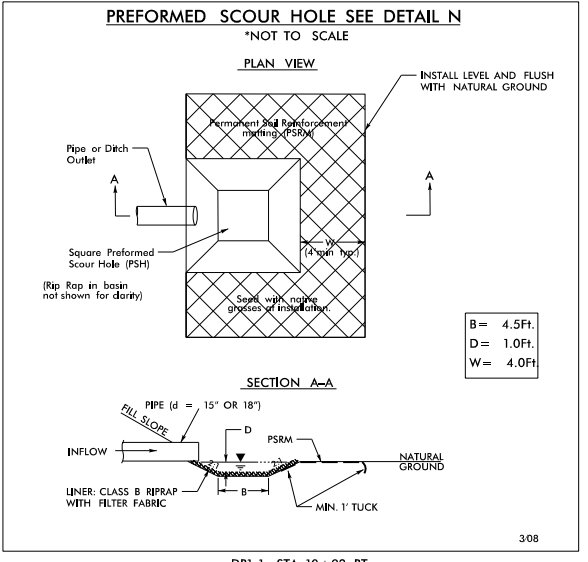 PREFORMED SCOUR HOLE SEE DETAIL N
*NOT TO SCALE
PLAN VIEW
INSTALL LEVEL AND FLUSH
WITH NATURAL GROUND
Permanent Soil Reinforcement
matting (PSRM)
Pipe or Ditch
Outlet
A
A
W
(4'min typ.)
Square Preformed
Scour Hole (PSH)
(Rip Rap in basin
not shown for clarity)
Seed with native
grasses at installation.
B= 4.5Ft.
D= 1.0Ft.
W= 4.0Ft.
SECTION A-A
PIPE (d = 15" OR 18")
FILL SLOPE
D
PSRM
INFLOW
2:1
2:1
NATURAL
GROUND
LINER: CLASS B RIPRAP
WITH FILTER FABRIC
B
MIN. 1' TUCK
3/08